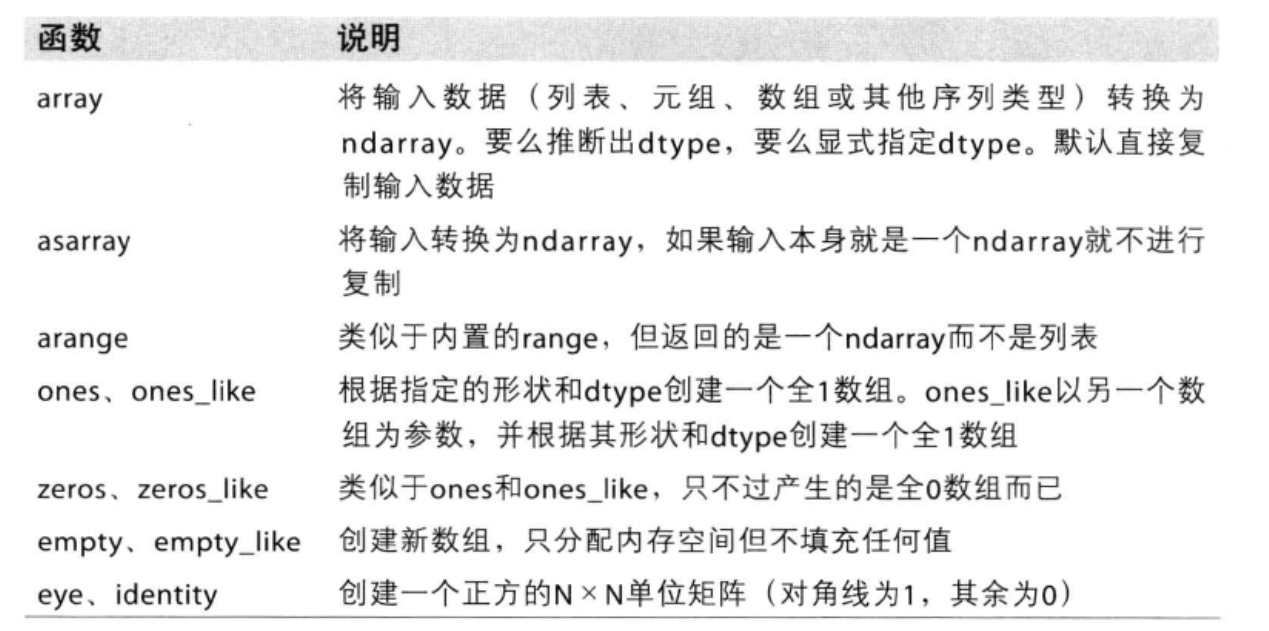 函数 说明
array 将输入数据（列表、元组、数组或其他序列类型）转换为
ndarray。要么推断出dtype，要么显式指定dtype。默认直接复
制输入数据
asarray 将输入转换为ndarray，如果输入本身就是一个ndarray就不进行
复制
arange 类似于内置的range，但返回的是一个ndarray而不是列表
ones、ones_like 根据指定的形状和dtype创建一个全1数组。ones_like以另一个数
组为参数，并根据其形状和dtype创建一个全1数组
zeros、zeros_like 类似于ones和ones_like，只不过产生的是全0数组而已
empty、empty_like 创建新数组，只分配内存空间但不填充任何值
eye、identity 创建一个正方的N×N单位矩阵（对角线为1，其余为0）